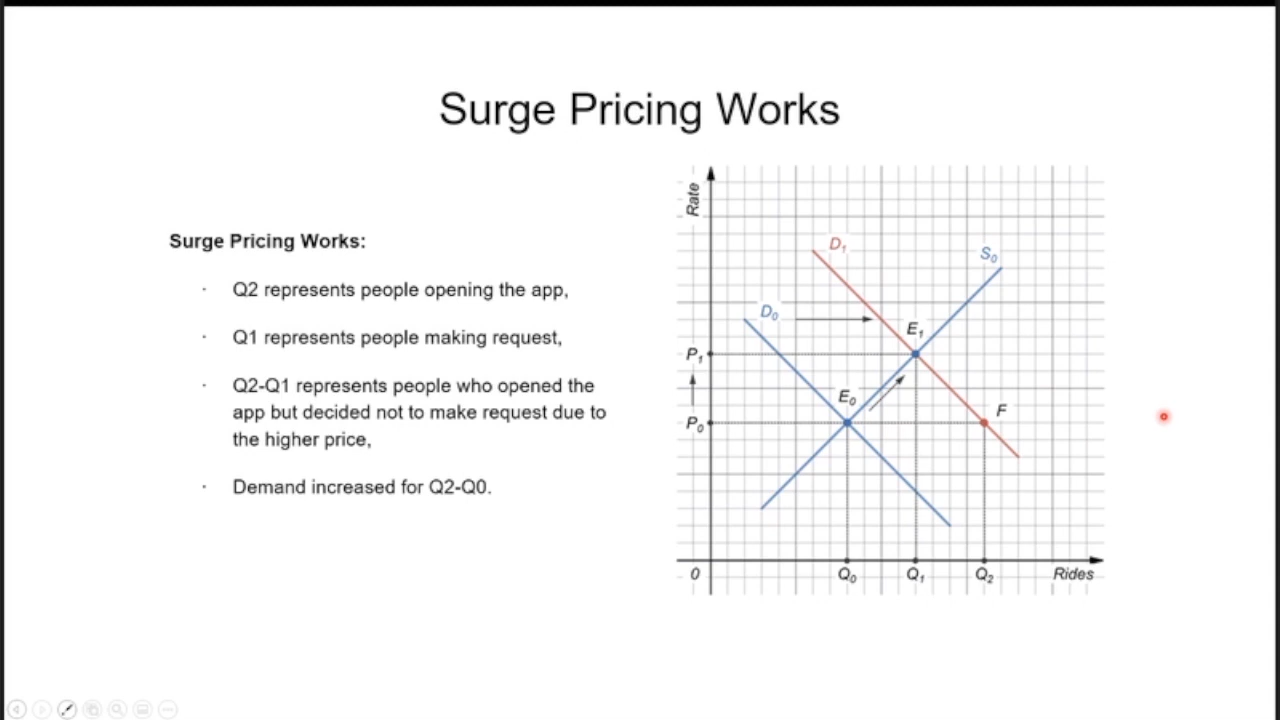 Surge Pricing Works
Surge Pricing Works:
· Q2 represents people opening the app,
· Q1 represents people making request,
· Q2-Q1 represents people who opened the
app but decided not to make request due to
the higher price,
· Demand increased for Q2-Q0.
Rate
D₁
S₀
D₀
E₁
P₁
E₀
F
P₀
0
Q₀
Q₁
Q₂
Rides